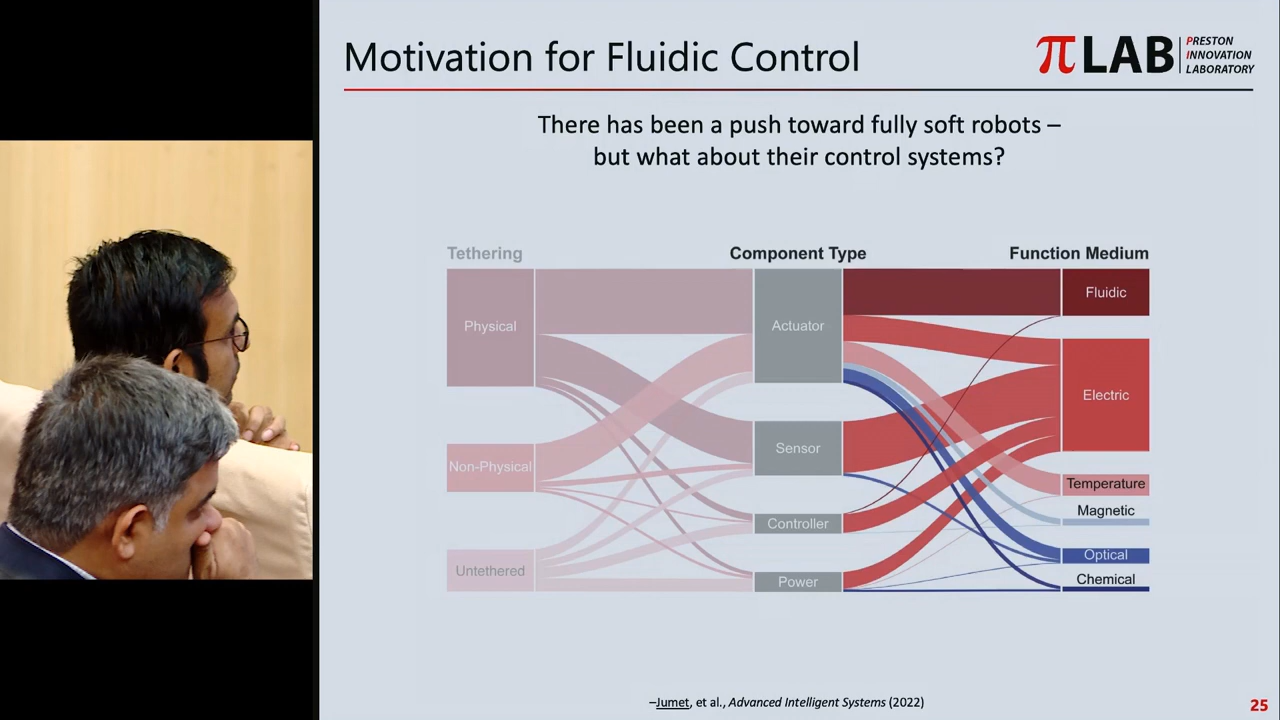 Motivation for Fluidic Control
πLAB
PRESTON
INNOVATION
LABORATORY
There has been a push toward fully soft robots –
but what about their control systems?
Tethering
Component Type
Function Medium
Physical
Actuator
Fluidic
Electric
Sensor
Non-Physical
Temperature
Magnetic
Controller
Optical
Untethered
Power
Chemical
–Jumet, et al., Advanced Intelligent Systems (2022)
25